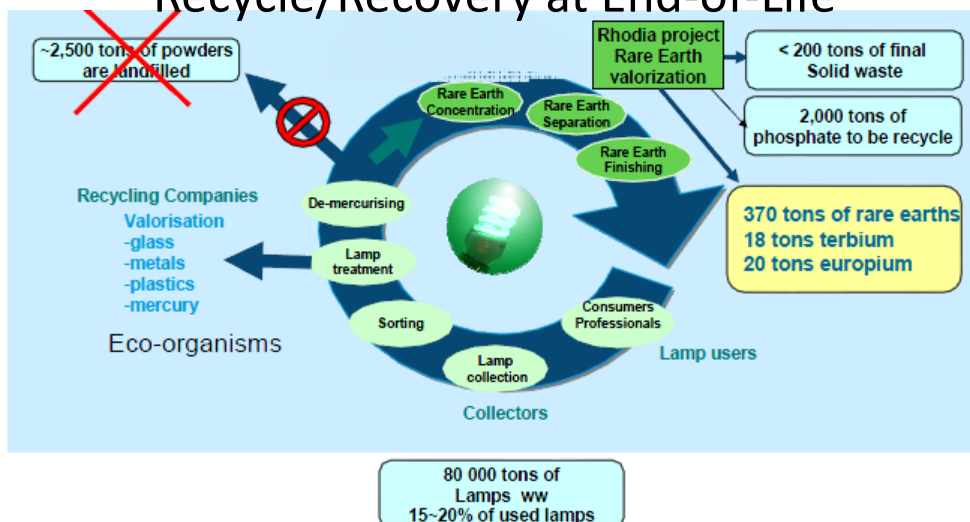 Recycle/Recovery at End-of-Life
~2,500 tons of powders
are landfilled
Rhodia project
Rare Earth
valorization
< 200 tons of final
Solid waste
2,000 tons of
phosphate to be recycle
370 tons of rare earths
18 tons terbium
20 tons europium
Rare Earth
Concentration
Rare Earth
Separation
Rare Earth
Finishing
De-mercurising
Lamp
treatment
Sorting
Lamp
collection
Consumers
Professionals
Recycling Companies
Valorisation
-glass
-metals
-plastics
-mercury
Eco-organisms
Lamp users
Collectors
80 000 tons of
Lamps ww
15~20% of used lamps